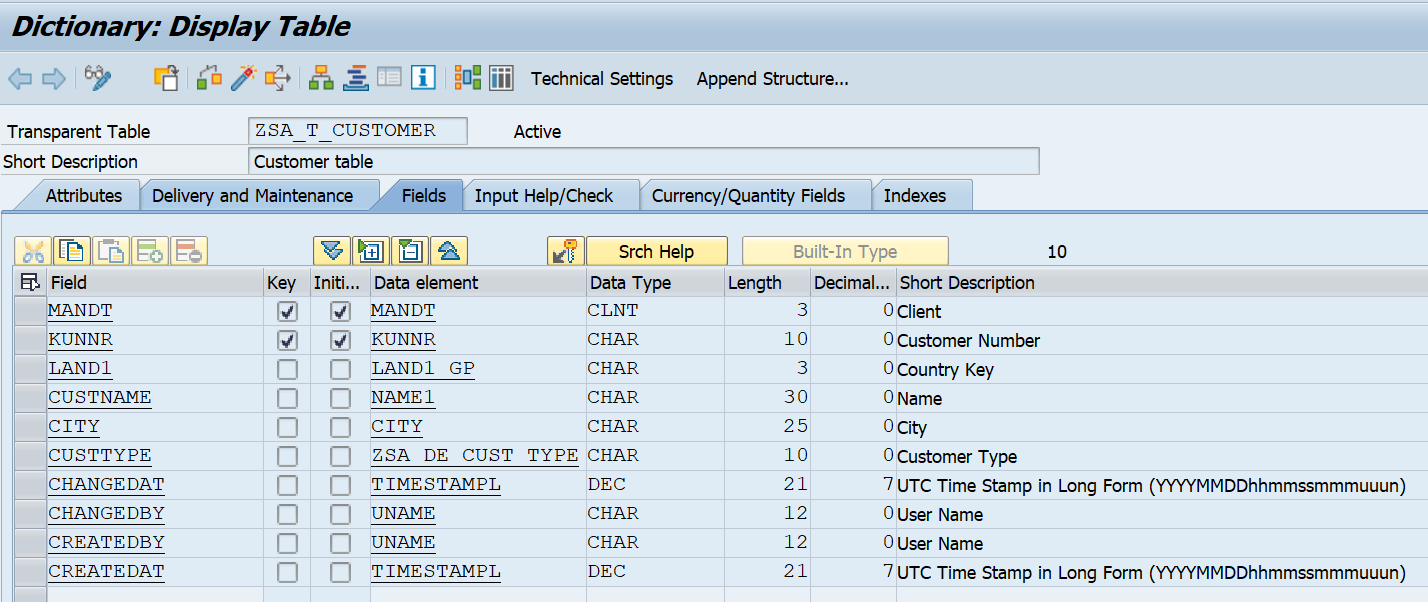 Dictionary: Display Table
Technical Settings Append Structure...
Transparent Table ZSA_T_CUSTOMER Active
Short Description Customer table
Attributes Delivery and Maintenance Fields Input Help/Check Currency/Quantity Fields Indexes
Srch Help Built-In Type 10
Field Key Initi... Data element Data Type Length Decimal... Short Description
MANDT MANDT CLNT 3 0 Client
KUNNR KUNNR CHAR 10 0 Customer Number
LAND1 LAND1_GP CHAR 3 0 Country Key
CUSTNAME NAME1 CHAR 30 0 Name
CITY CITY CHAR 25 0 City
CUSTTYPE ZSA_DE_CUST_TYPE CHAR 10 0 Customer Type
CHANGEDAT TIMESTAMPL DEC 21 7 UTC Time Stamp in Long Form (YYYYMMDDhhmmssmmmuuun)
CHANGEDBY UNAME CHAR 12 0 User Name
CREATEDBY UNAME CHAR 12 0 User Name
CREATEDAT TIMESTAMPL DEC 21 7 UTC Time Stamp in Long Form (YYYYMMDDhhmmssmmmuuun)